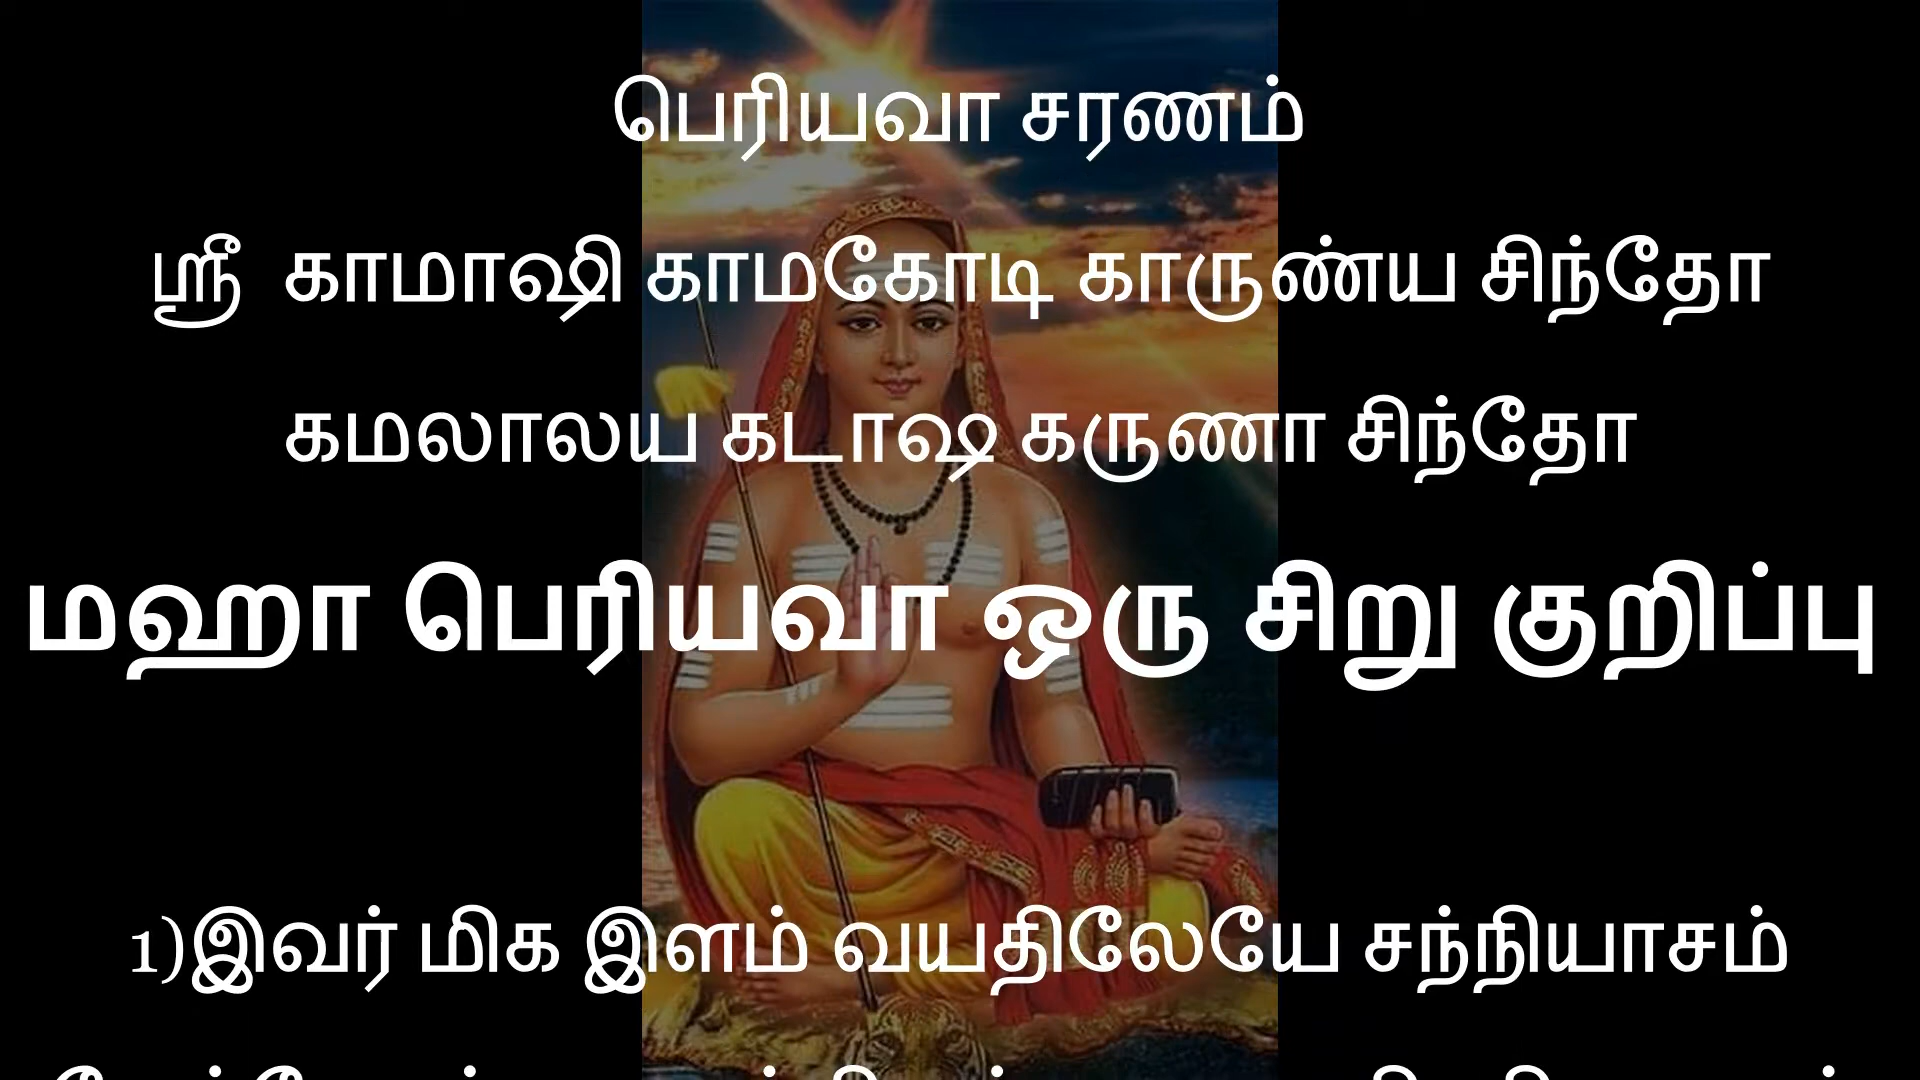 பெரியவா சரணம்
ஸ்ரீ காமாஷி காமகோடி காருண்ய சிந்தோ
கமலாலய கடாஷ கருணா சிந்தோ
மஹா பெரியவா ஒரு சிறு குறிப்பு
1)இவர் மிக இளம் வயதிலேயே சந்நியாசம்